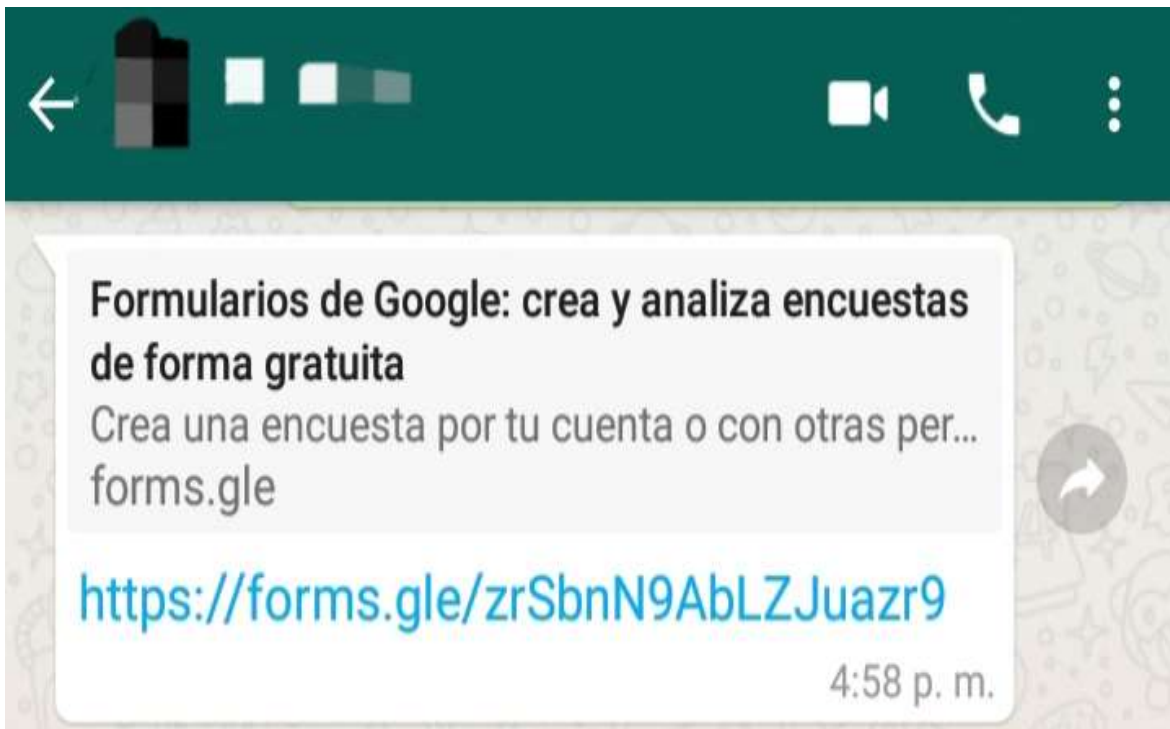 Formularios de Google: crea y analiza encuestas
de forma gratuita
Crea una encuesta por tu cuenta o con otras per...
forms.gle
https://forms.gle/zrSbnN9AbLZJuazr9
4:58 p. m.